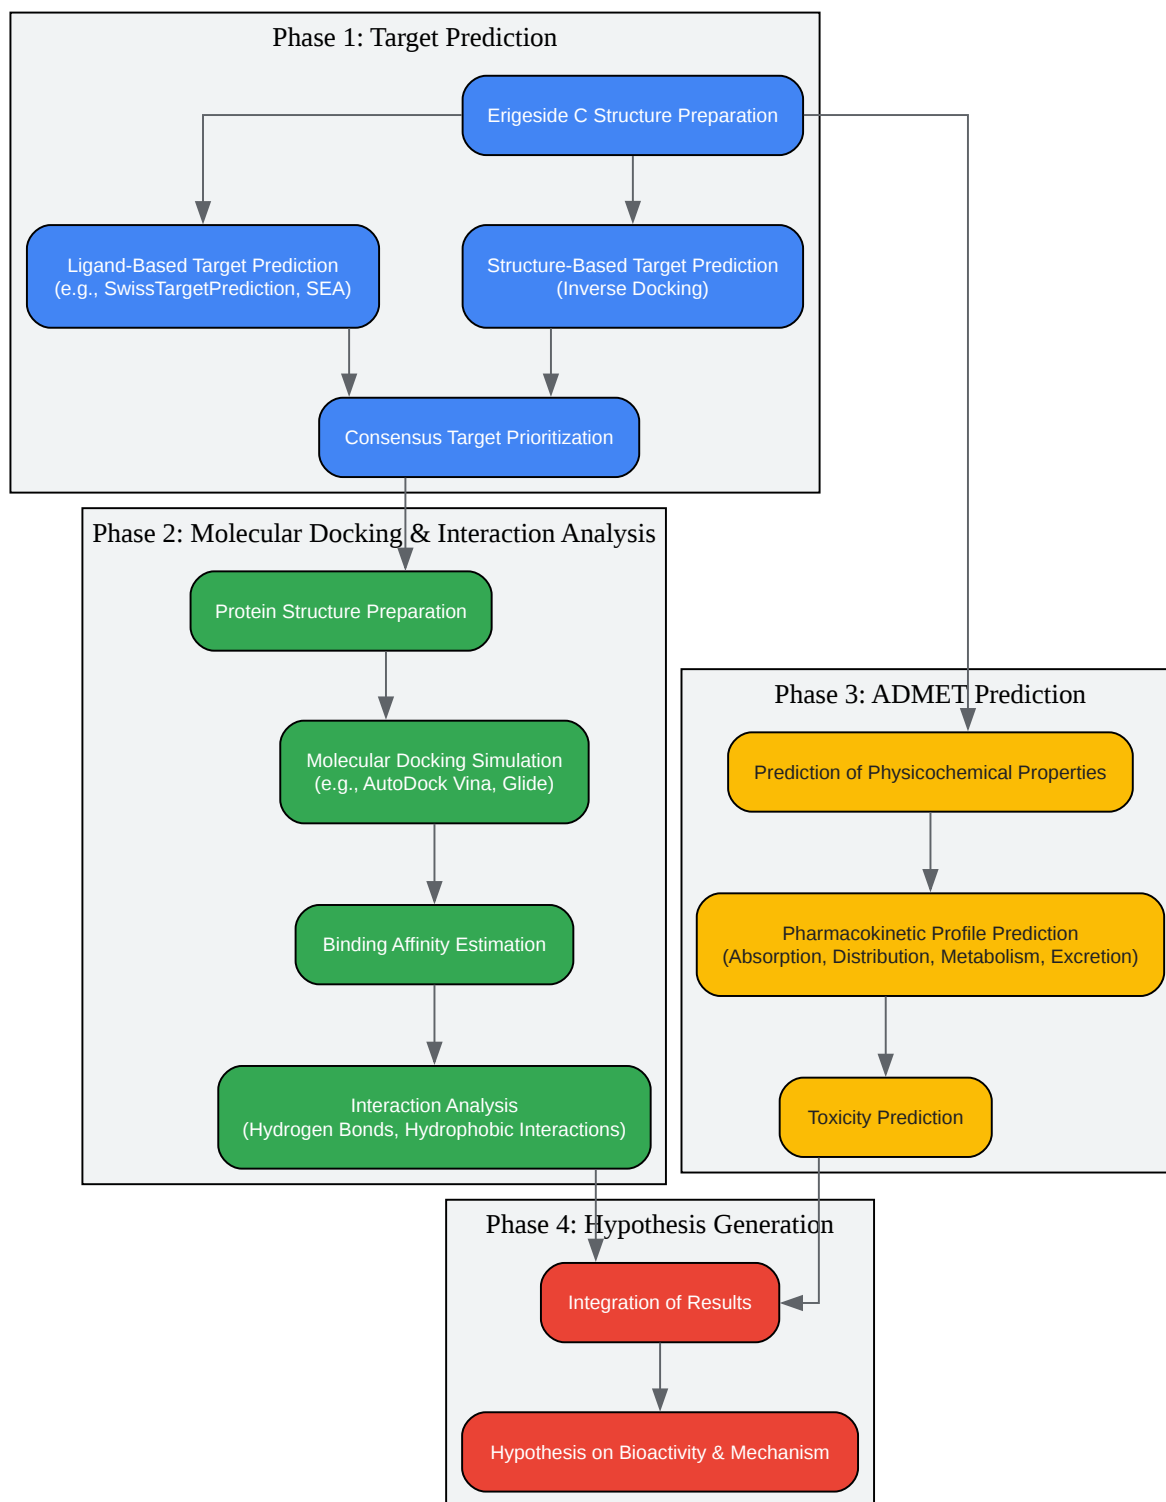 Phase 1: Target Prediction
Erigeside C Structure Preparation
Ligand-Based Target Prediction
(e.g., SwissTargetPrediction, SEA)
Structure-Based Target Prediction
(Inverse Docking)
Consensus Target Prioritization
Phase 2: Molecular Docking & Interaction Analysis
Protein Structure Preparation
Molecular Docking Simulation
(e.g., AutoDock Vina, Glide)
Binding Affinity Estimation
Interaction Analysis
(Hydrogen Bonds, Hydrophobic Interactions)
Phase 3: ADMET Prediction
Prediction of Physicochemical Properties
Pharmacokinetic Profile Prediction
(Absorption, Distribution, Metabolism, Excretion)
Toxicity Prediction
Phase 4: Hypothesis Generation
Integration of Results
Hypothesis on Bioactivity & Mechanism